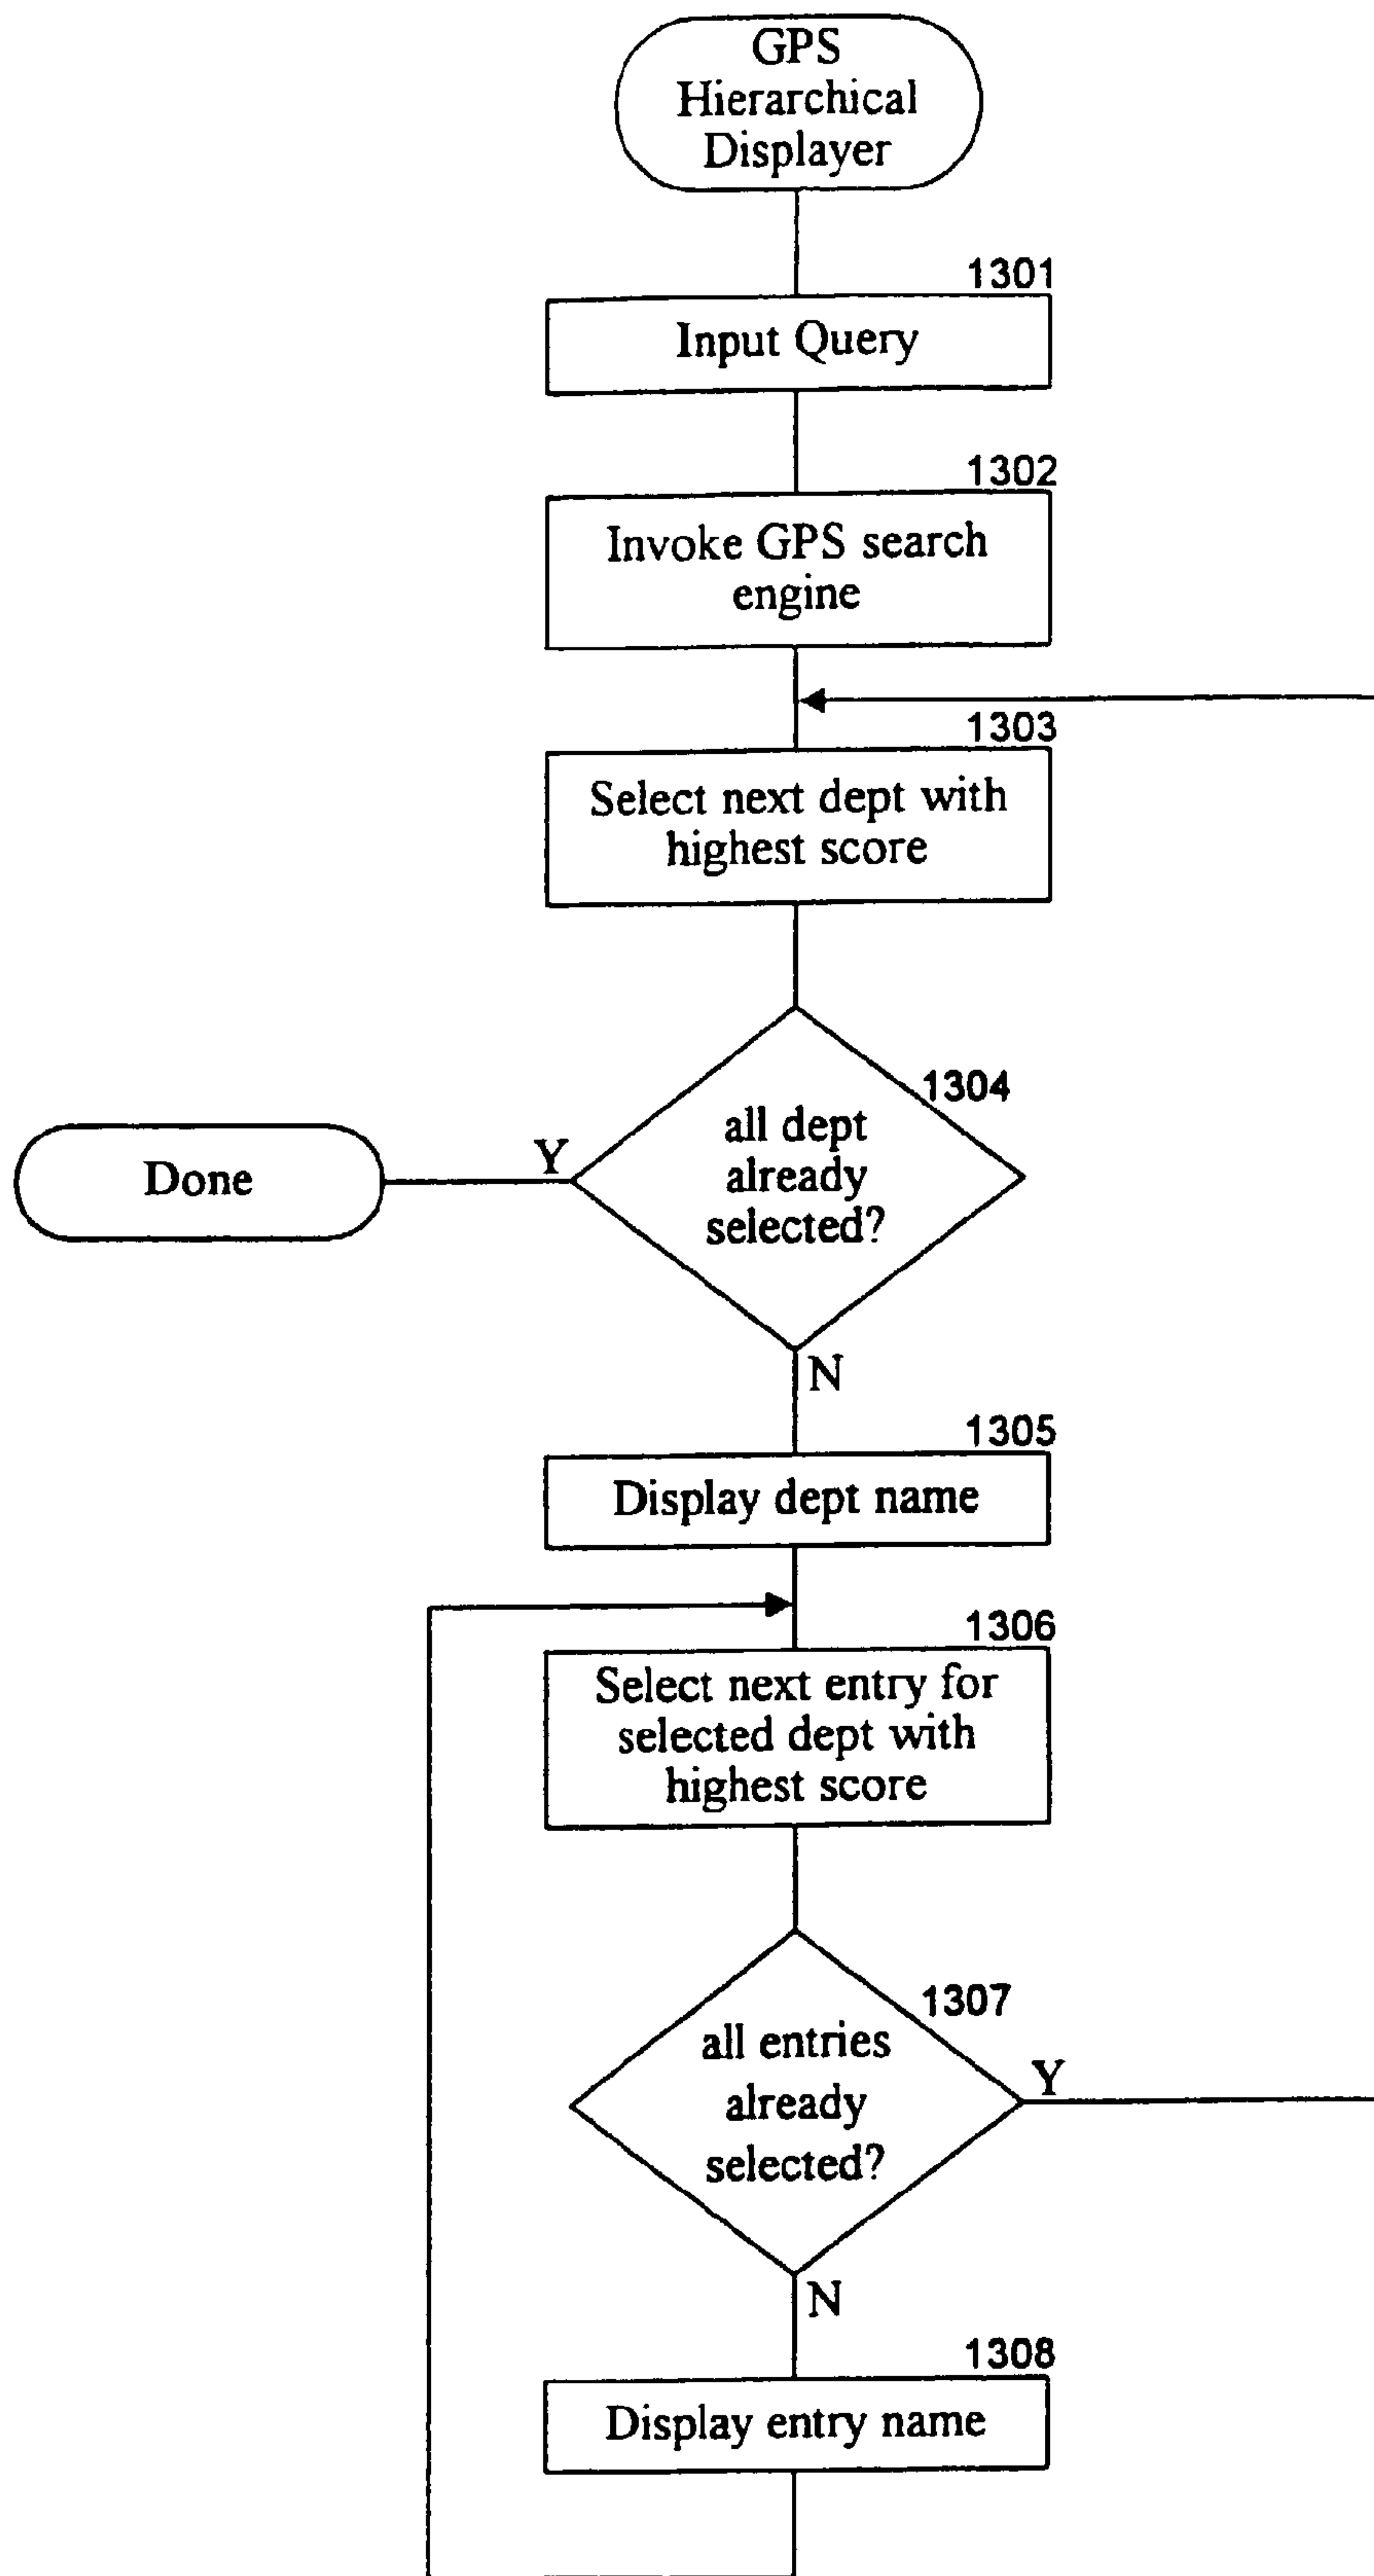 GPS
Hierarchical
Displayer
1301
Input Query
1302
Invoke GPS search
engine
1303
Select next dept with
highest score
1304
all dept
already
selected?
Y
Done
N
1305
Display dept name
1306
Select next entry for
selected dept with
highest score
1307
all entries
already
selected?
Y
N
1308
Display entry name